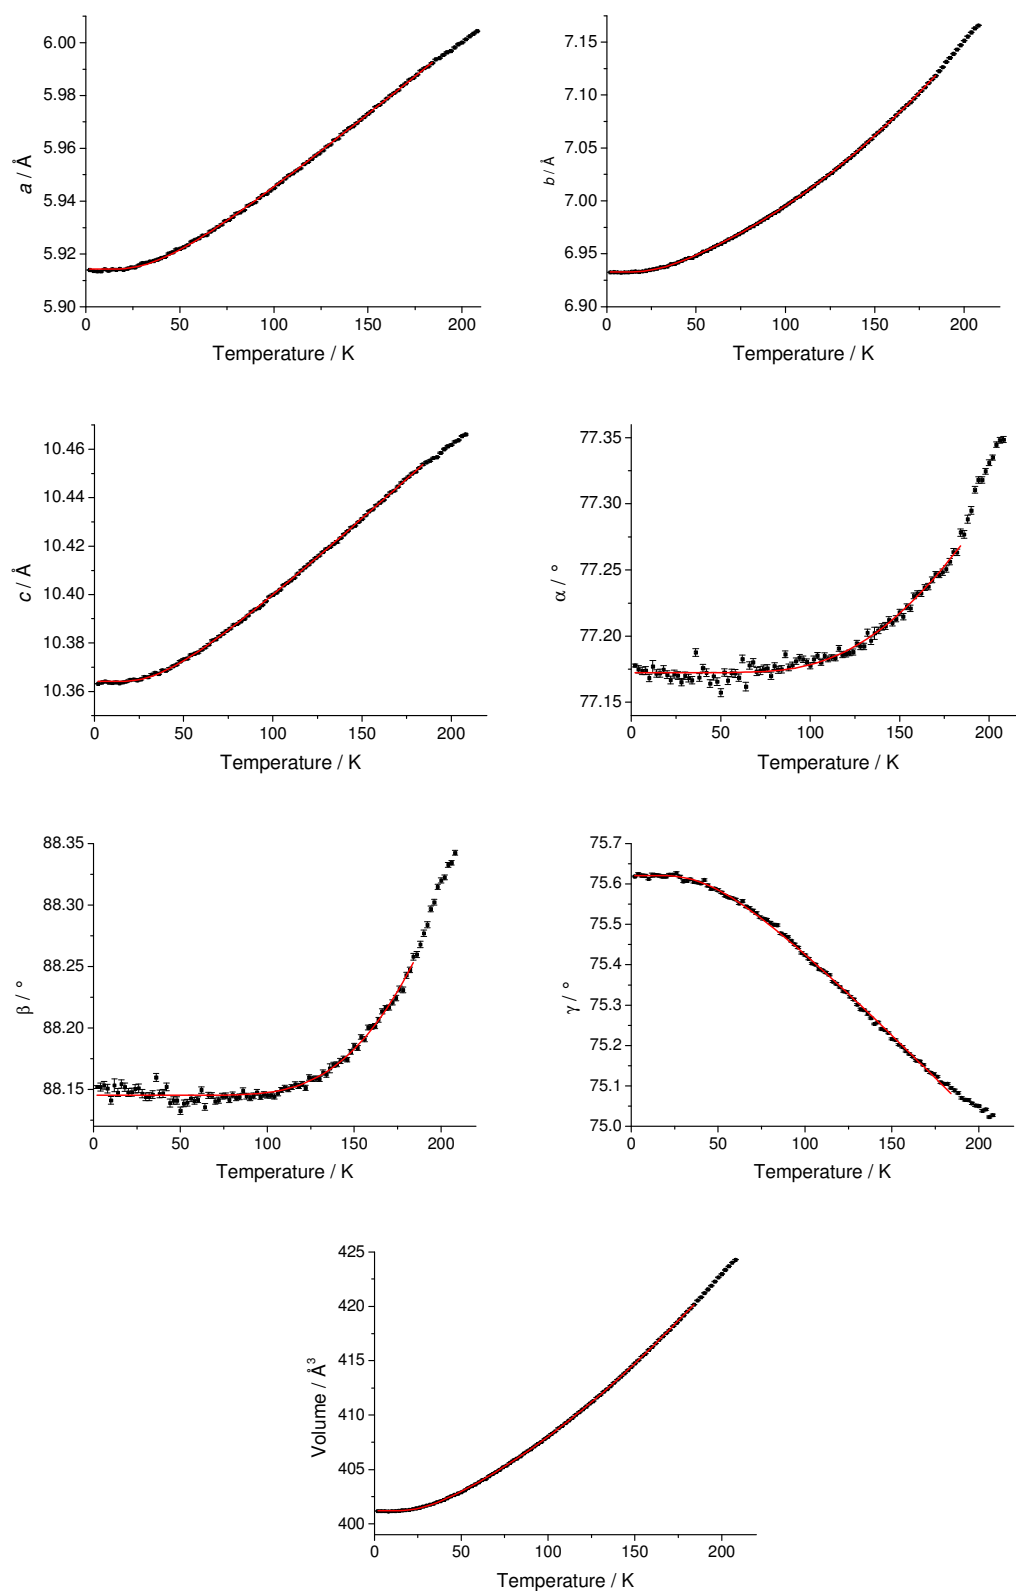 6.00
5.98
5.96
5.94
5.92
5.90
a / Å
0 50 100 150 200
Temperature / K
7.15
7.10
7.05
7.00
6.95
6.90
b / Å
0 50 100 150 200
Temperature / K
10.46
10.44
10.42
10.40
10.38
10.36
c / Å
0 50 100 150 200
Temperature / K
77.35
77.30
77.25
77.20
77.15
α / °
0 50 100 150 200
Temperature / K
88.35
88.30
88.25
88.20
88.15
β / °
0 50 100 150 200
Temperature / K
75.7
75.6
75.5
75.4
75.3
75.2
75.1
75.0
γ / °
0 50 100 150 200
Temperature / K
425
420
415
410
405
400
Volume / Å³
0 50 100 150 200
Temperature / K